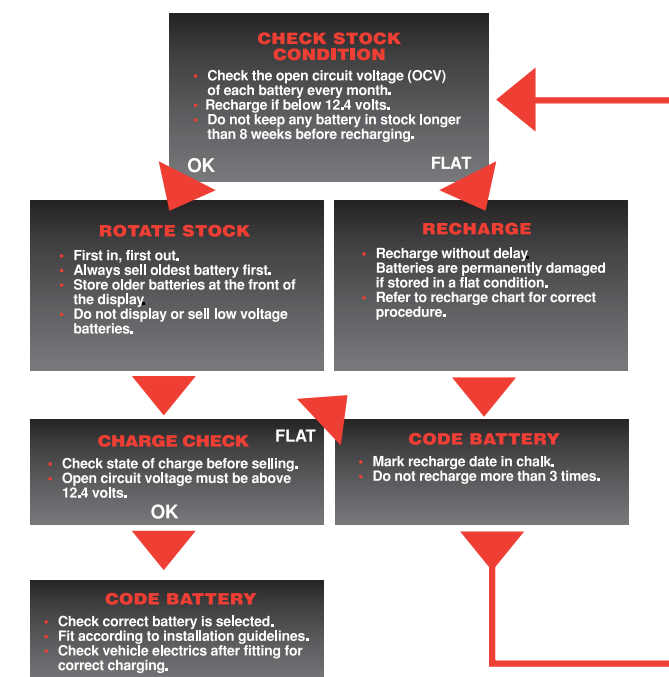 CHECK STOCK
CONDITION
• Check the open circuit voltage (OCV)
of each battery every month.
• Recharge if below 12.4 volts.
• Do not keep any battery in stock longer
than 8 weeks before recharging.
OK
FLAT
ROTATE STOCK
• First in, first out.
• Always sell oldest battery first.
• Store older batteries at the front of
the display.
• Do not display or sell low voltage
batteries.
RECHARGE
• Recharge without delay.
Batteries are permanently damaged
if stored in a flat condition.
• Refer to recharge chart for correct
procedure.
CHARGE CHECK
FLAT
• Check state of charge before selling.
• Open circuit voltage must be above
12.4 volts.
OK
CODE BATTERY
• Mark recharge date in chalk.
• Do not recharge more than 3 times.
CODE BATTERY
• Check correct battery is selected.
• Fit according to installation guidelines.
• Check vehicle electrics after fitting for
correct charging.